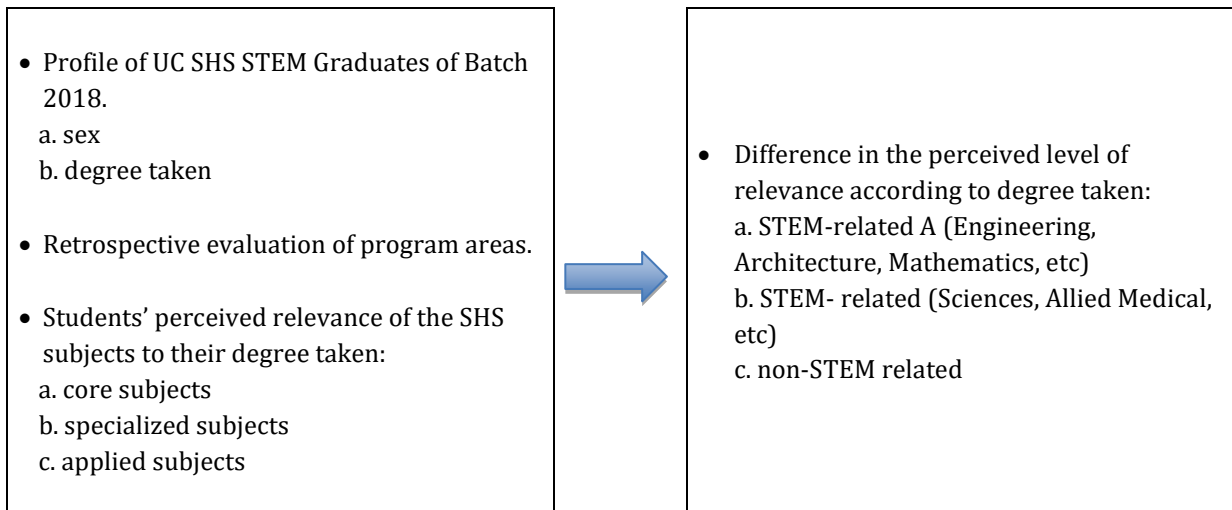 • Profile of UC SHS STEM Graduates of Batch
2018.
a. sex
b. degree taken
• Retrospective evaluation of program areas.
• Students’ perceived relevance of the SHS
subjects to their degree taken:
a. core subjects
b. specialized subjects
c. applied subjects
• Difference in the perceived level of
relevance according to degree taken:
a. STEM-related A (Engineering,
Architecture, Mathematics, etc)
b. STEM- related (Sciences, Allied Medical,
etc)
c. non-STEM related